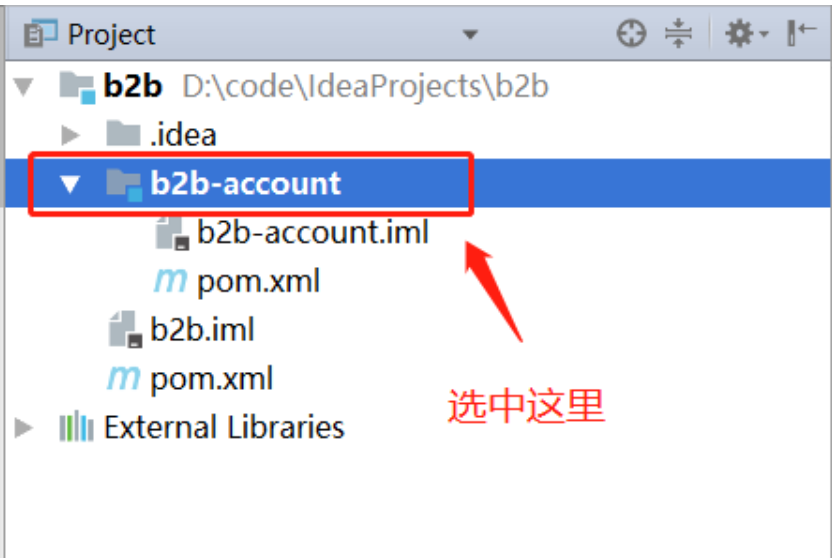 Project
b2b D:\code\IdeaProjects\b2b
.idea
b2b-account
b2b-account.iml
m pom.xml
b2b.iml
m pom.xml
选中这里
External Libraries